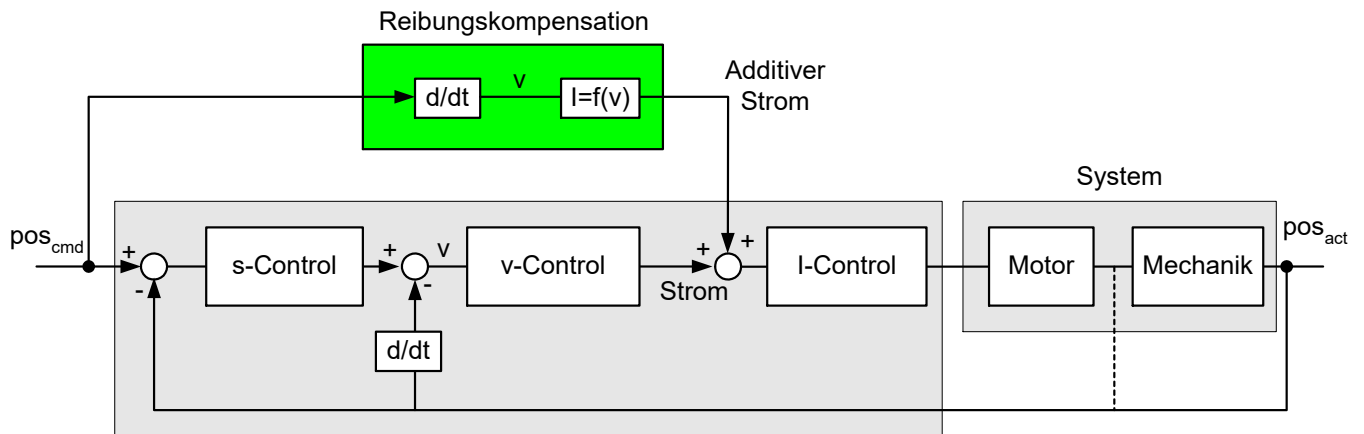 Reibungskompensation
d/dt
v
I=f(v)
Additiver
Strom
System
pos_cmd
+
-
s-Control
+
-
v
v-Control
+
+
Strom
I-Control
Motor
Mechanik
pos_act
d/dt